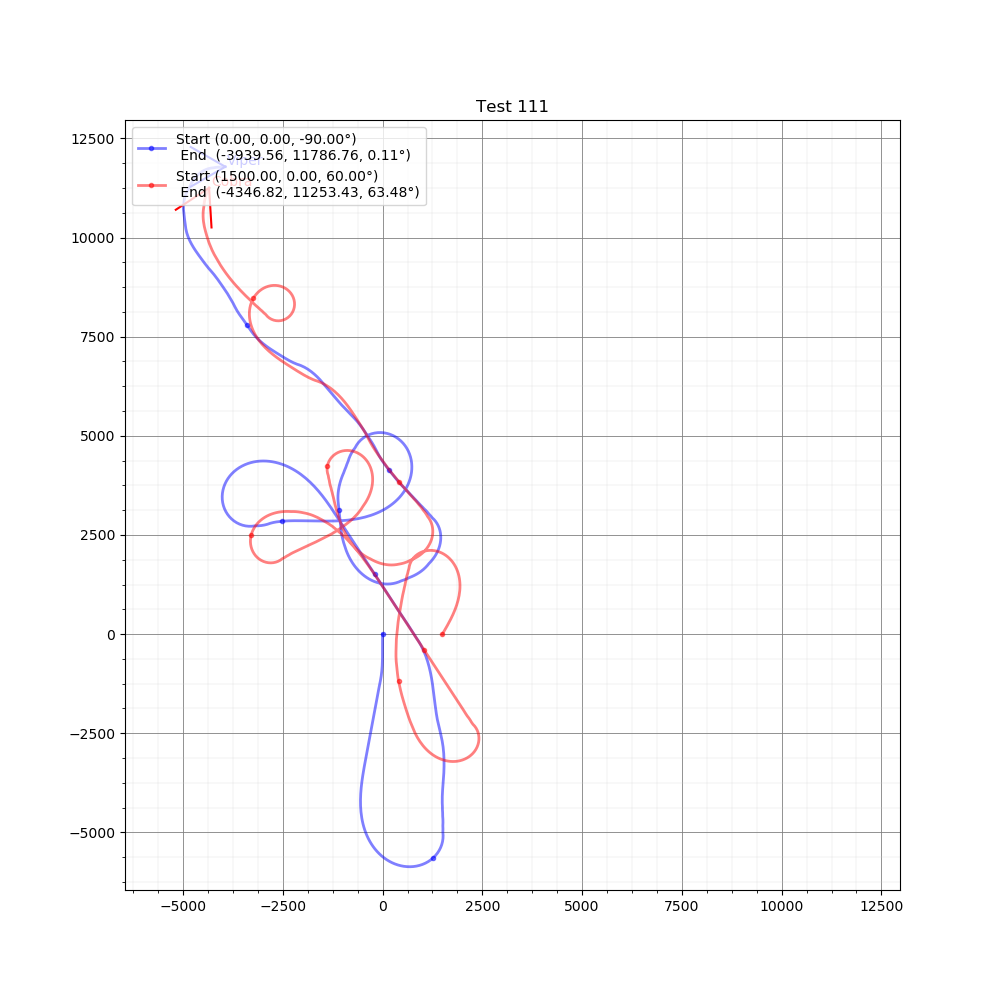 Test 111
Start (0.00, 0.00, -90.00°)
End (-3939.56, 11786.76, 0.11°)
Start (1500.00, 0.00, 60.00°)
End (-4346.82, 11253.43, 63.48°)
12500
10000
7500
5000
2500
0
−2500
−5000
−5000 −2500 0 2500 5000 7500 10000 12500